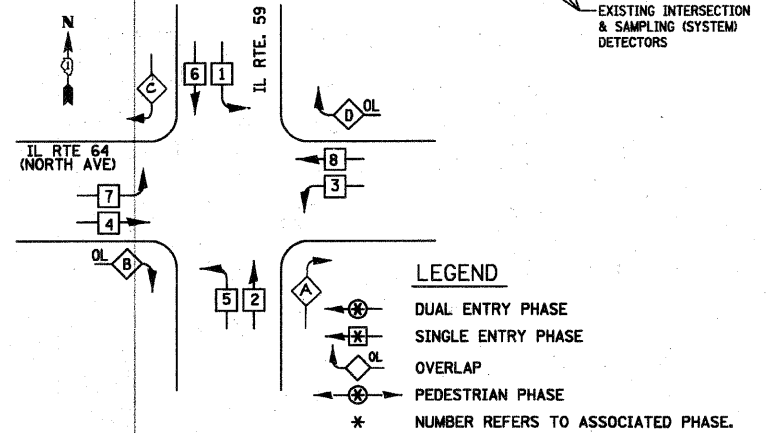 EXISTING INTERSECTION
& SAMPLING (SYSTEM)
DETECTORS
N
IL RTE. 59
6 1
C
D OL
IL RTE 64
(NORTH AVE)
8
3
7
4
OL
B
5 2
A
LEGEND
* DUAL ENTRY PHASE
* SINGLE ENTRY PHASE
OL OVERLAP
* PEDESTRIAN PHASE
* NUMBER REFERS TO ASSOCIATED PHASE.